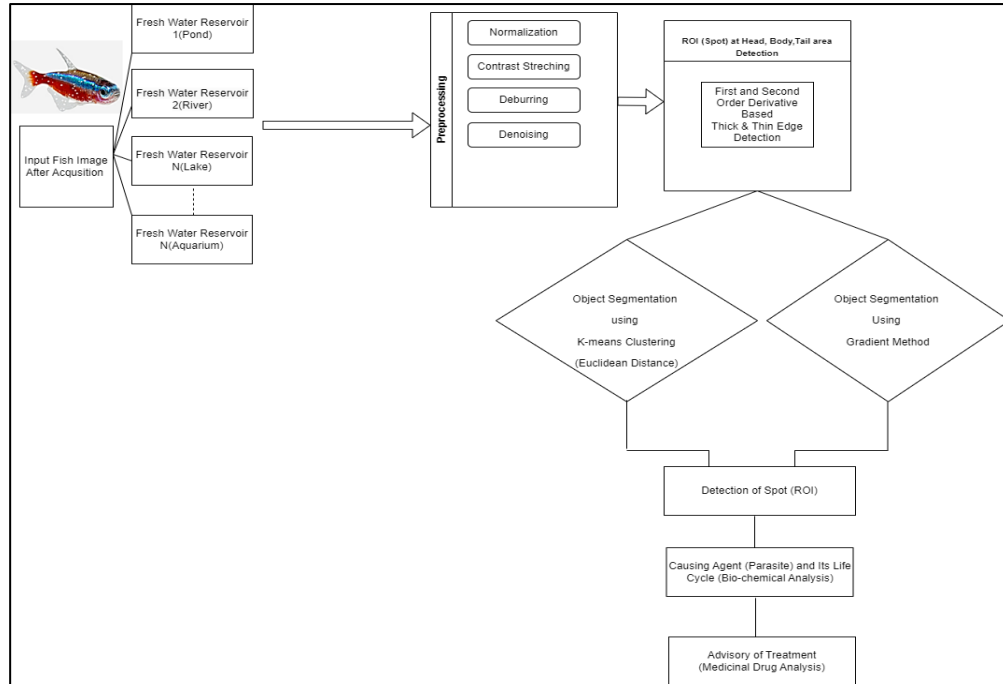 Fresh Water Reservoir
1(Pond)
Fresh Water Reservoir
2(River)
Input Fish Image
After Acqusition
Fresh Water Reservoir
N(Lake)
Fresh Water Reservoir
N(Aquarium)
Preprocessing
Normalization
Contrast Streching
Deburring
Denoising
ROI (Spot) at Head, Body,Tail area
Detection
First and Second
Order Derivative
Based
Thick & Thin Edge
Detection
Object Segmentation
using
K-means Clustering
(Euclidean Distance)
Object Segmentation
Using
Gradient Method
Detection of Spot (ROI)
Causing Agent (Parasite) and Its Life
Cycle (Bio-chemical Analysis)
Advisory of Treatment
(Medicinal Drug Analysis)